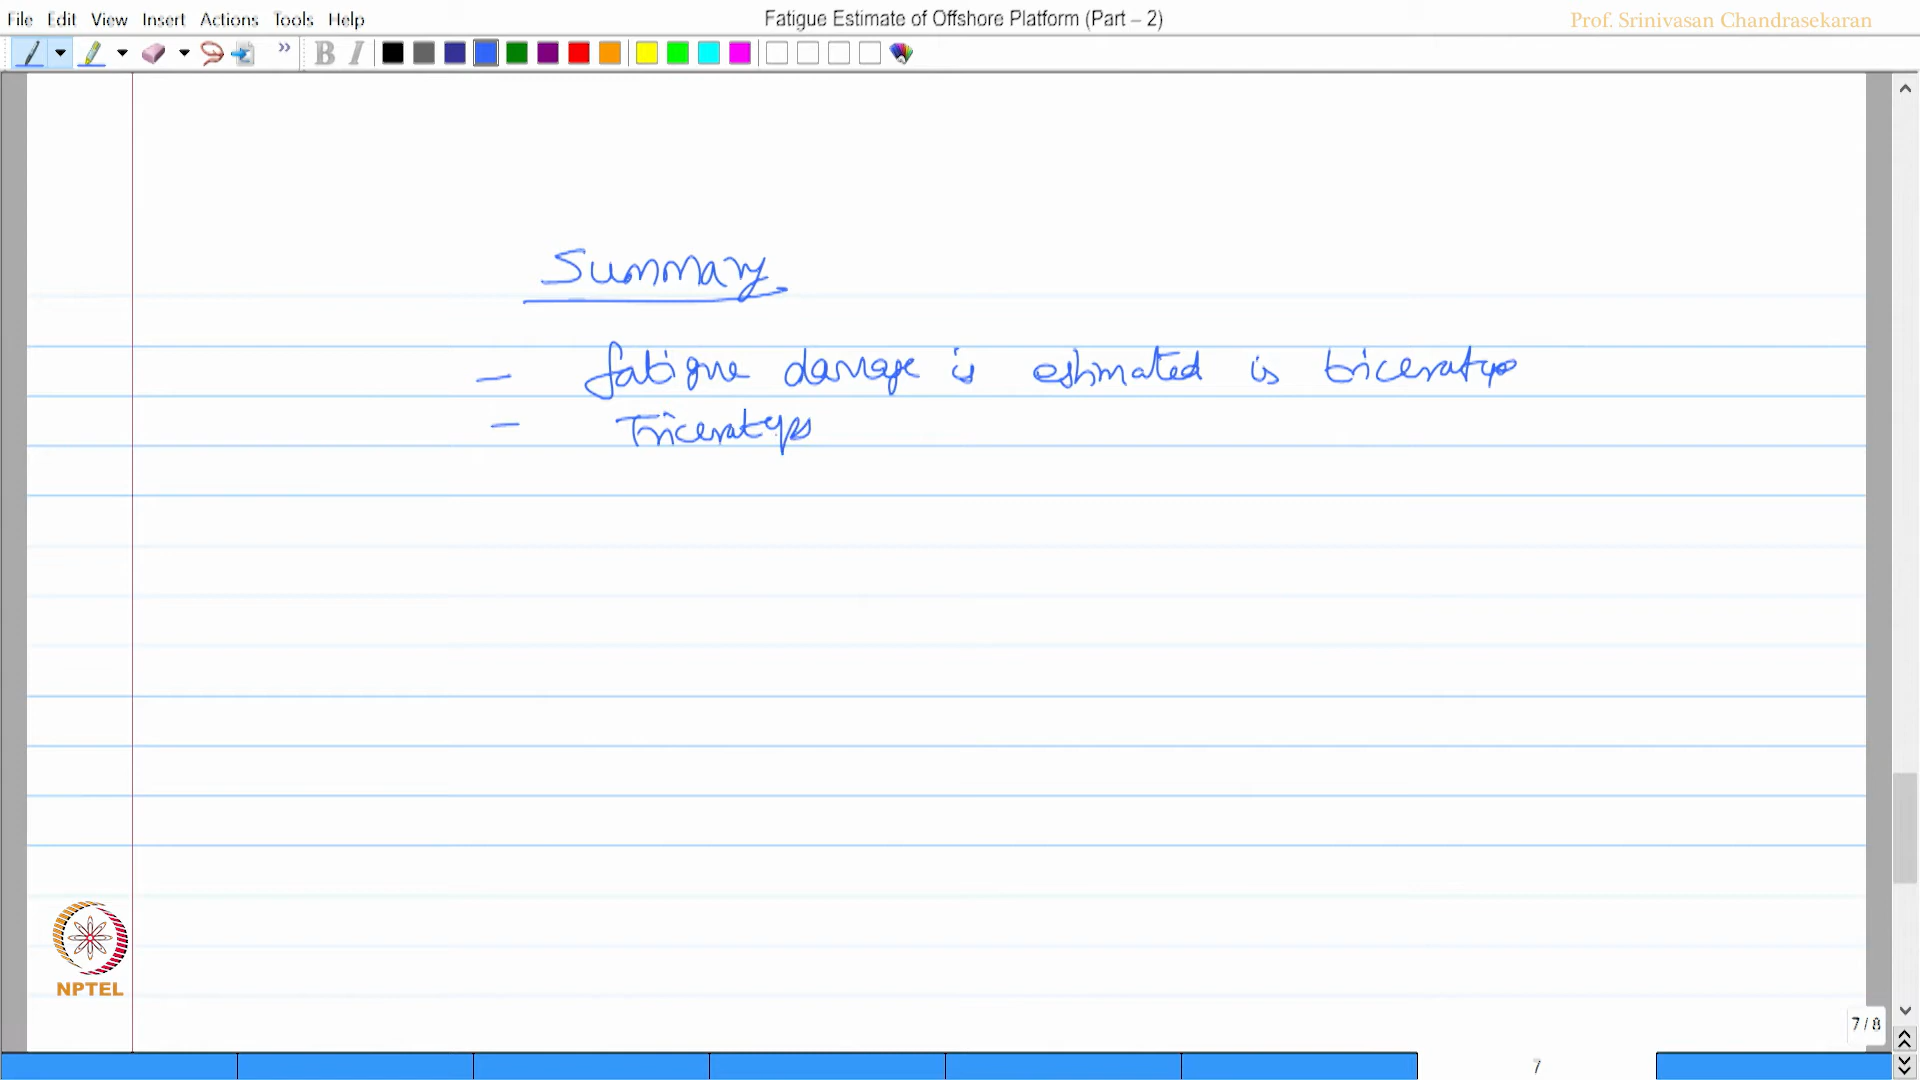 File Edit View Insert Actions Tools Help
Fatigue Estimate of Offshore Platform (Part – 2)
Prof. Srinivasan Chandrasekaran
B I
Summary
- fatigue damage is estimated is triceratops
- Triceratops
NPTEL
7 / 8
7